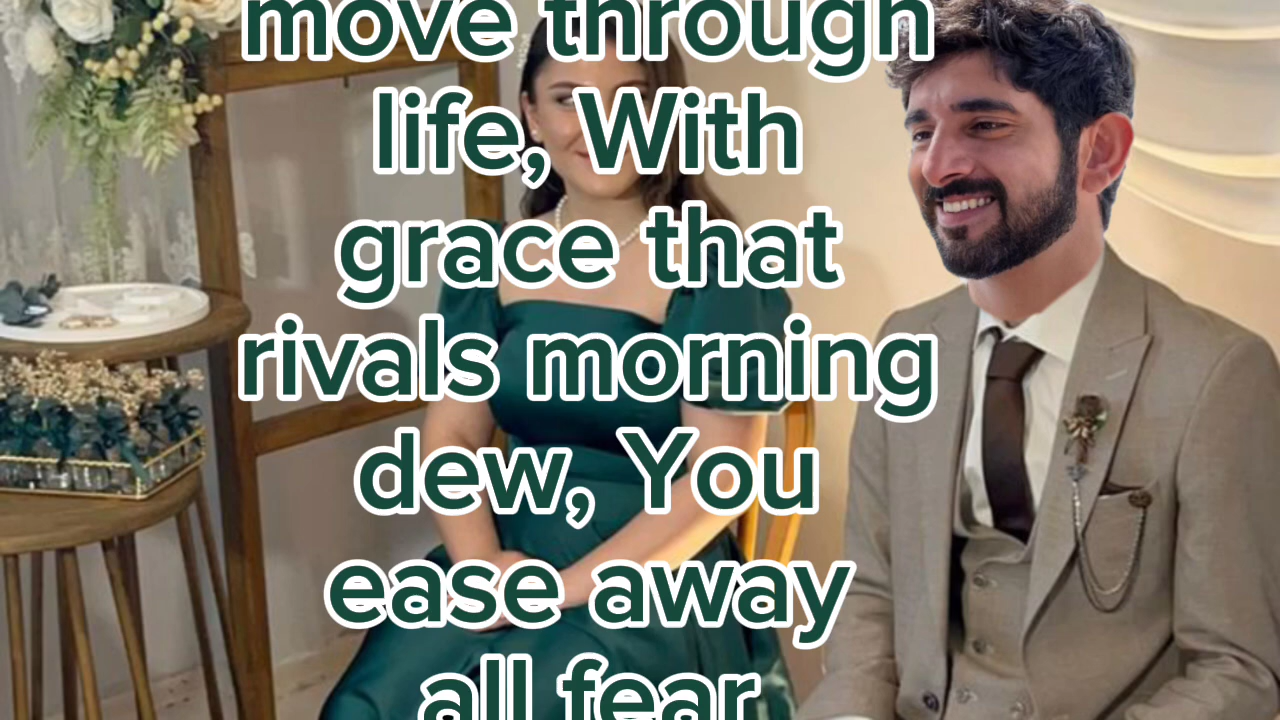 move through
life, With
grace that
rivals morning
dew, You
ease away
all fear